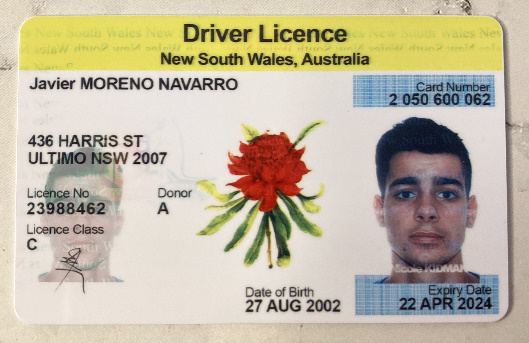 Driver Licence
New South Wales, Australia
Javier MORENO NAVARRO
Card Number
2 050 600 062
436 HARRIS ST
ULTIMO NSW 2007
Licence No
23988462
Donor
A
Licence Class
C
Nicole KIDMAN
Date of Birth
27 AUG 2002
Expiry Date
22 APR 2024